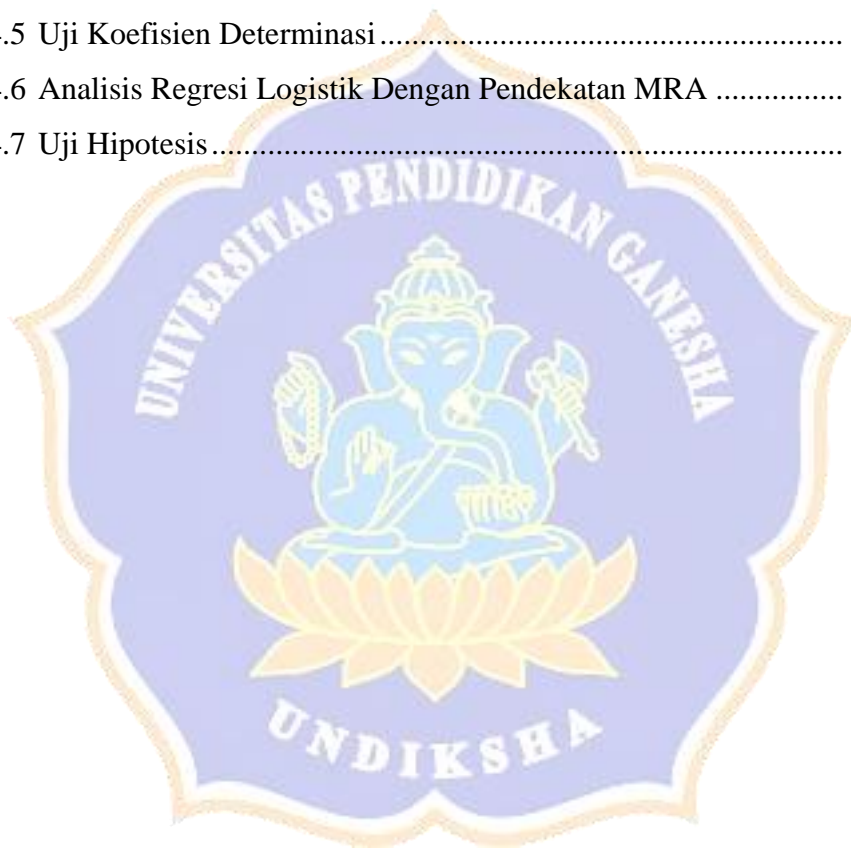 .5 Uji Koefisien Determinasi..........................................................
.6 Analisis Regresi Logistik Dengan Pendekatan MRA ................
.7 Uji Hipotesis...............................................................................
UNIVERSITAS PENDIDIKAN GANESHA
UNDIKSHA